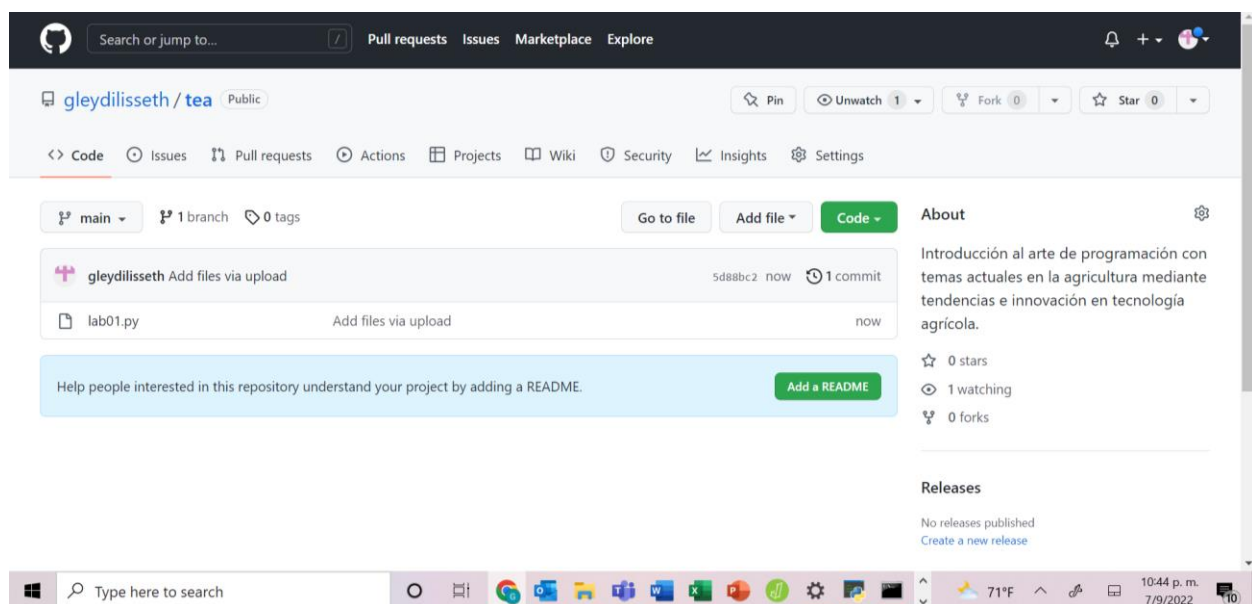 Search or jump to... / Pull requests Issues Marketplace Explore
gleydilisseth / tea Public
Pin Unwatch 1 Fork 0 Star 0
Code Issues Pull requests Actions Projects Wiki Security Insights Settings
main 1 branch 0 tags Go to file Add file Code
gleydilisseth Add files via upload 5d88bc2 now 1 commit
lab01.py Add files via upload now
Help people interested in this repository understand your project by adding a README. Add a README
About
Introducción al arte de programación con
temas actuales en la agricultura mediante
tendencias e innovación en tecnología
agrícola.
0 stars
1 watching
0 forks
Releases
No releases published
Create a new release
Type here to search 71°F 10:44 p. m.
7/9/2022 10